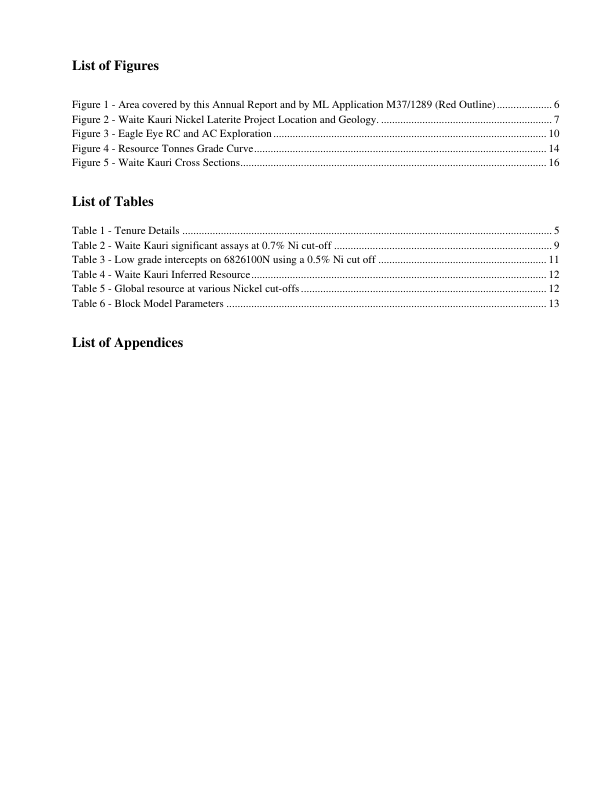 List of Figures
Figure 1 - Area covered by this Annual Report and by ML Application M37/1289 (Red Outline)................... 6
Figure 2 - Waite Kauri Nickel Laterite Project Location and Geology. ............................................................. 7
Figure 3 - Eagle Eye RC and AC Exploration.................................................................................................. 10
Figure 4 - Resource Tonnes Grade Curve......................................................................................................... 14
Figure 5 - Waite Kauri Cross Sections.............................................................................................................. 16
List of Tables
Table 1 - Tenure Details .................................................................................................................................... 5
Table 2 - Waite Kauri significant assays at 0.7% Ni cut-off .............................................................................. 9
Table 3 - Low grade intercepts on 6826100N using a 0.5% Ni cut off ............................................................ 11
Table 4 - Waite Kauri Inferred Resource.......................................................................................................... 12
Table 5 - Global resource at various Nickel cut-offs........................................................................................ 12
Table 6 - Block Model Parameters ................................................................................................................... 13
List of Appendices